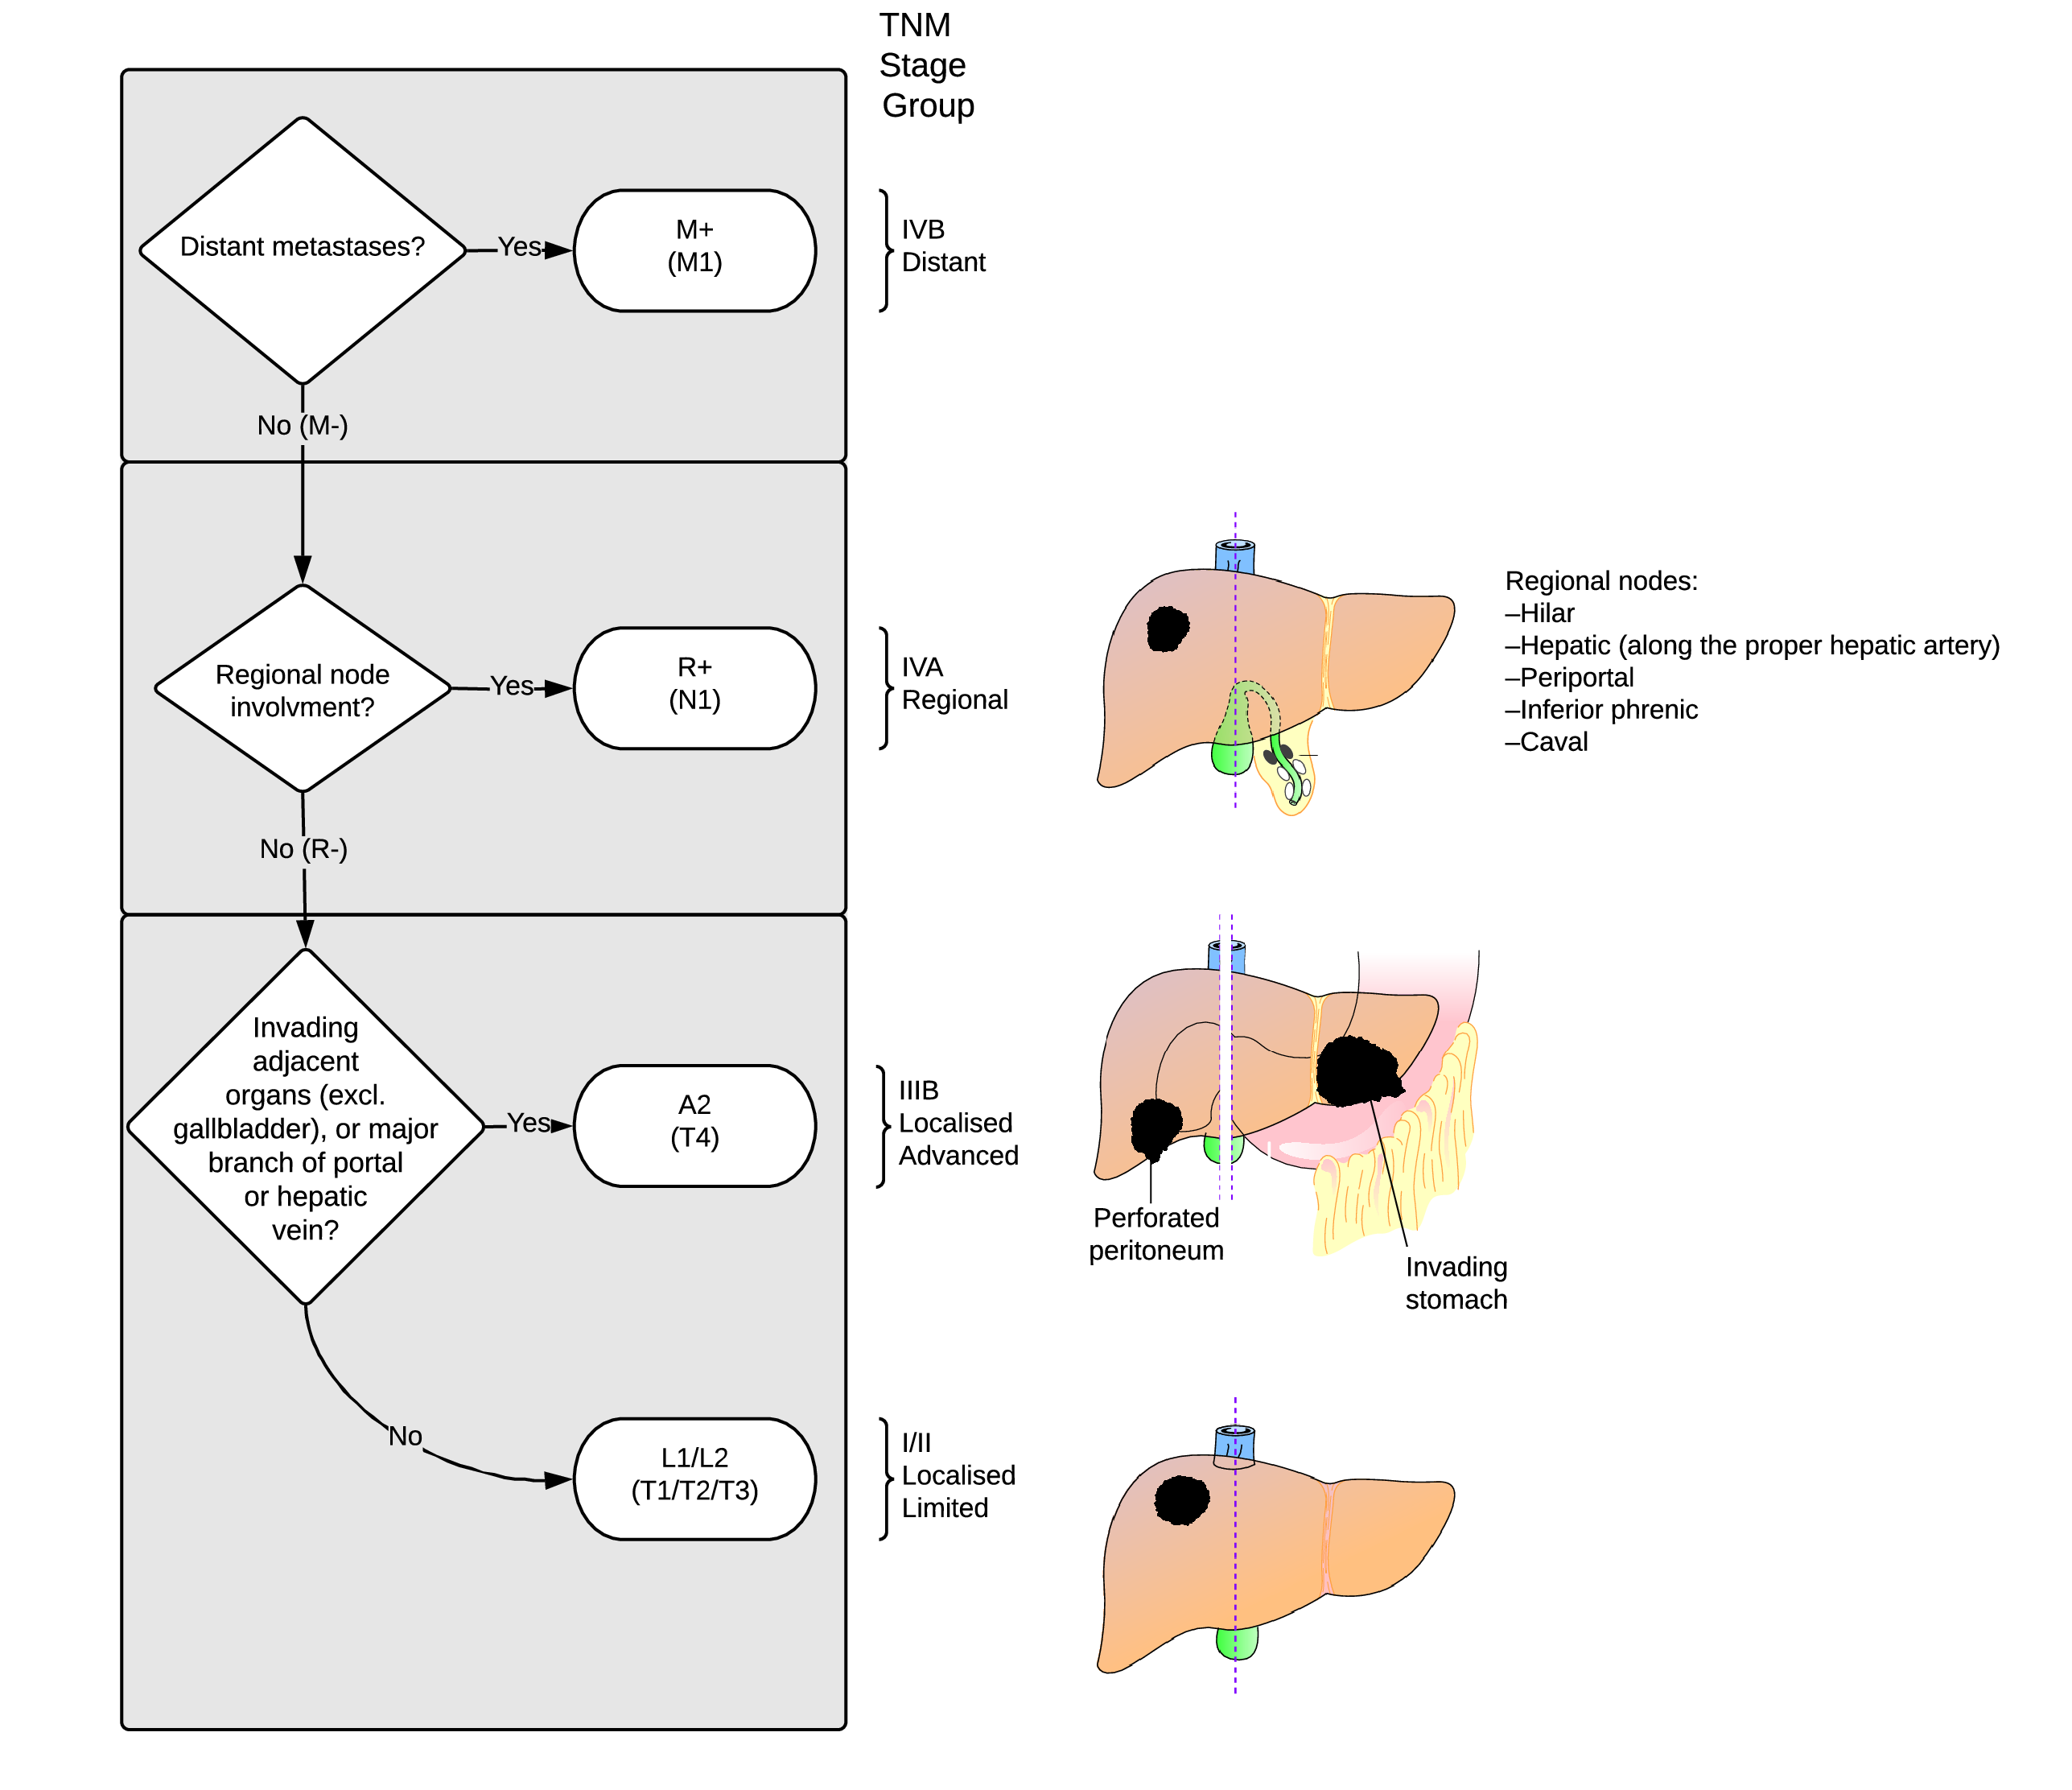 TNM
Stage
Group
Distant metastases?
Yes
M+
(M1)
IVB
Distant
No (M-)
Regional node
involvment?
Yes
R+
(N1)
IVA
Regional
Regional nodes:
–Hilar
–Hepatic (along the proper hepatic artery)
–Periportal
–Inferior phrenic
–Caval
No (R-)
Invading
adjacent
organs (excl.
gallbladder), or major
branch of portal
or hepatic
vein?
Yes
A2
(T4)
IIIB
Localised
Advanced
Perforated
peritoneum
Invading
stomach
No
L1/L2
(T1/T2/T3)
I/II
Localised
Limited